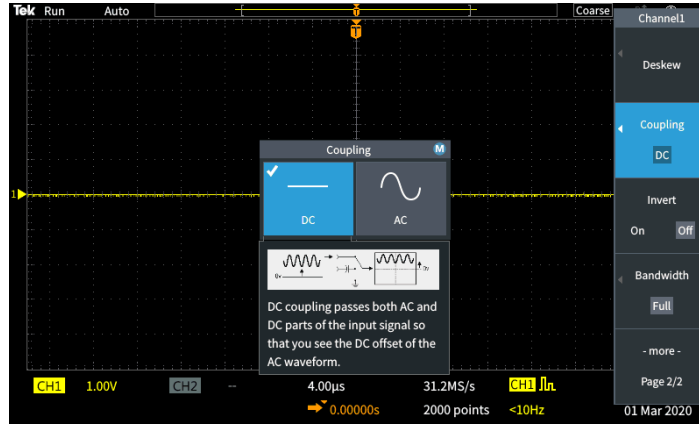 Tek Run Auto T Coarse
T
Channel1
Deskew
Coupling
DC
Invert
On Off
Bandwidth
Full
- more -
Page 2/2
1
Coupling M
DC AC
0v
DC coupling passes both AC and
DC parts of the input signal so
that you see the DC offset of the
AC waveform.
CH1 1.00V CH2 -- 4.00µs 31.2MS/s CH1
0.00000s 2000 points <10Hz 01 Mar 2020